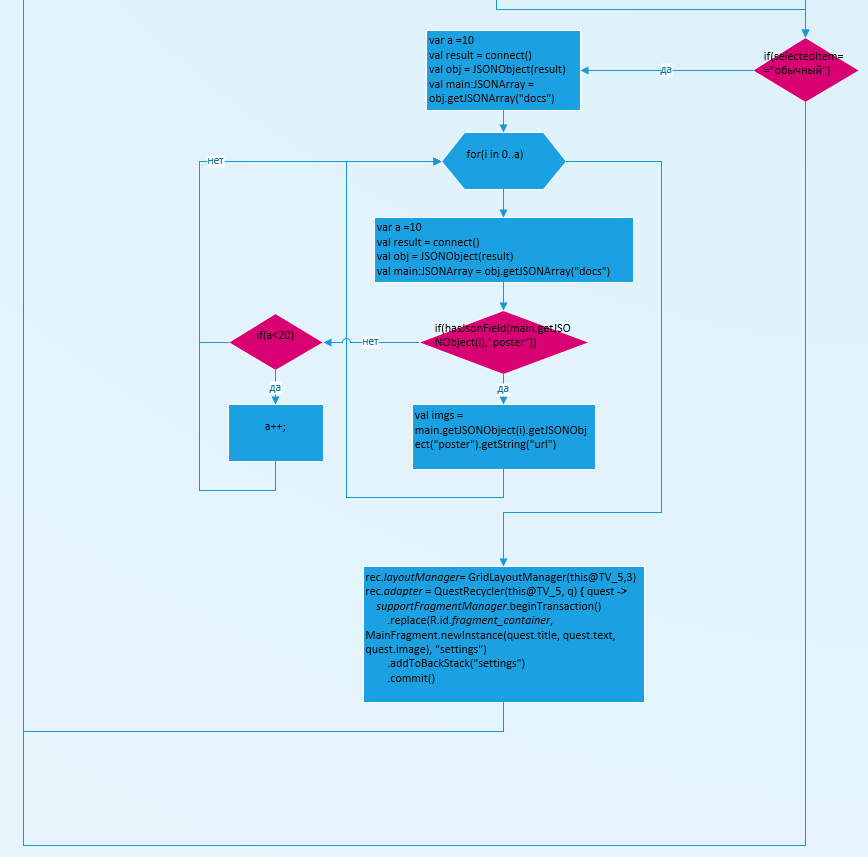 var a =10
val result = connect()
val obj = JSONObject(result)
val main:JSONArray =
obj.getJSONArray("docs")
if(selectedItem=
="обычный")
да
for(i in 0..a)
нет
var a =10
val result = connect()
val obj = JSONObject(result)
val main:JSONArray = obj.getJSONArray("docs")
if(hasJsonField(main.getJSO
NObject(i),"poster"))
нет
if(a<20)
да
да
a++;
val imgs =
main.getJSONObject(i).getJSONObj
ect("poster").getString("url")
rec.layoutManager= GridLayoutManager(this@TV_5,3)
rec.adapter = QuestRecycler(this@TV_5, q) { quest ->
supportFragmentManager.beginTransaction()
.replace(R.id.fragment_container,
MainFragment.newInstance(quest.title, quest.text,
quest.image), "settings")
.addToBackStack("settings")
.commit()